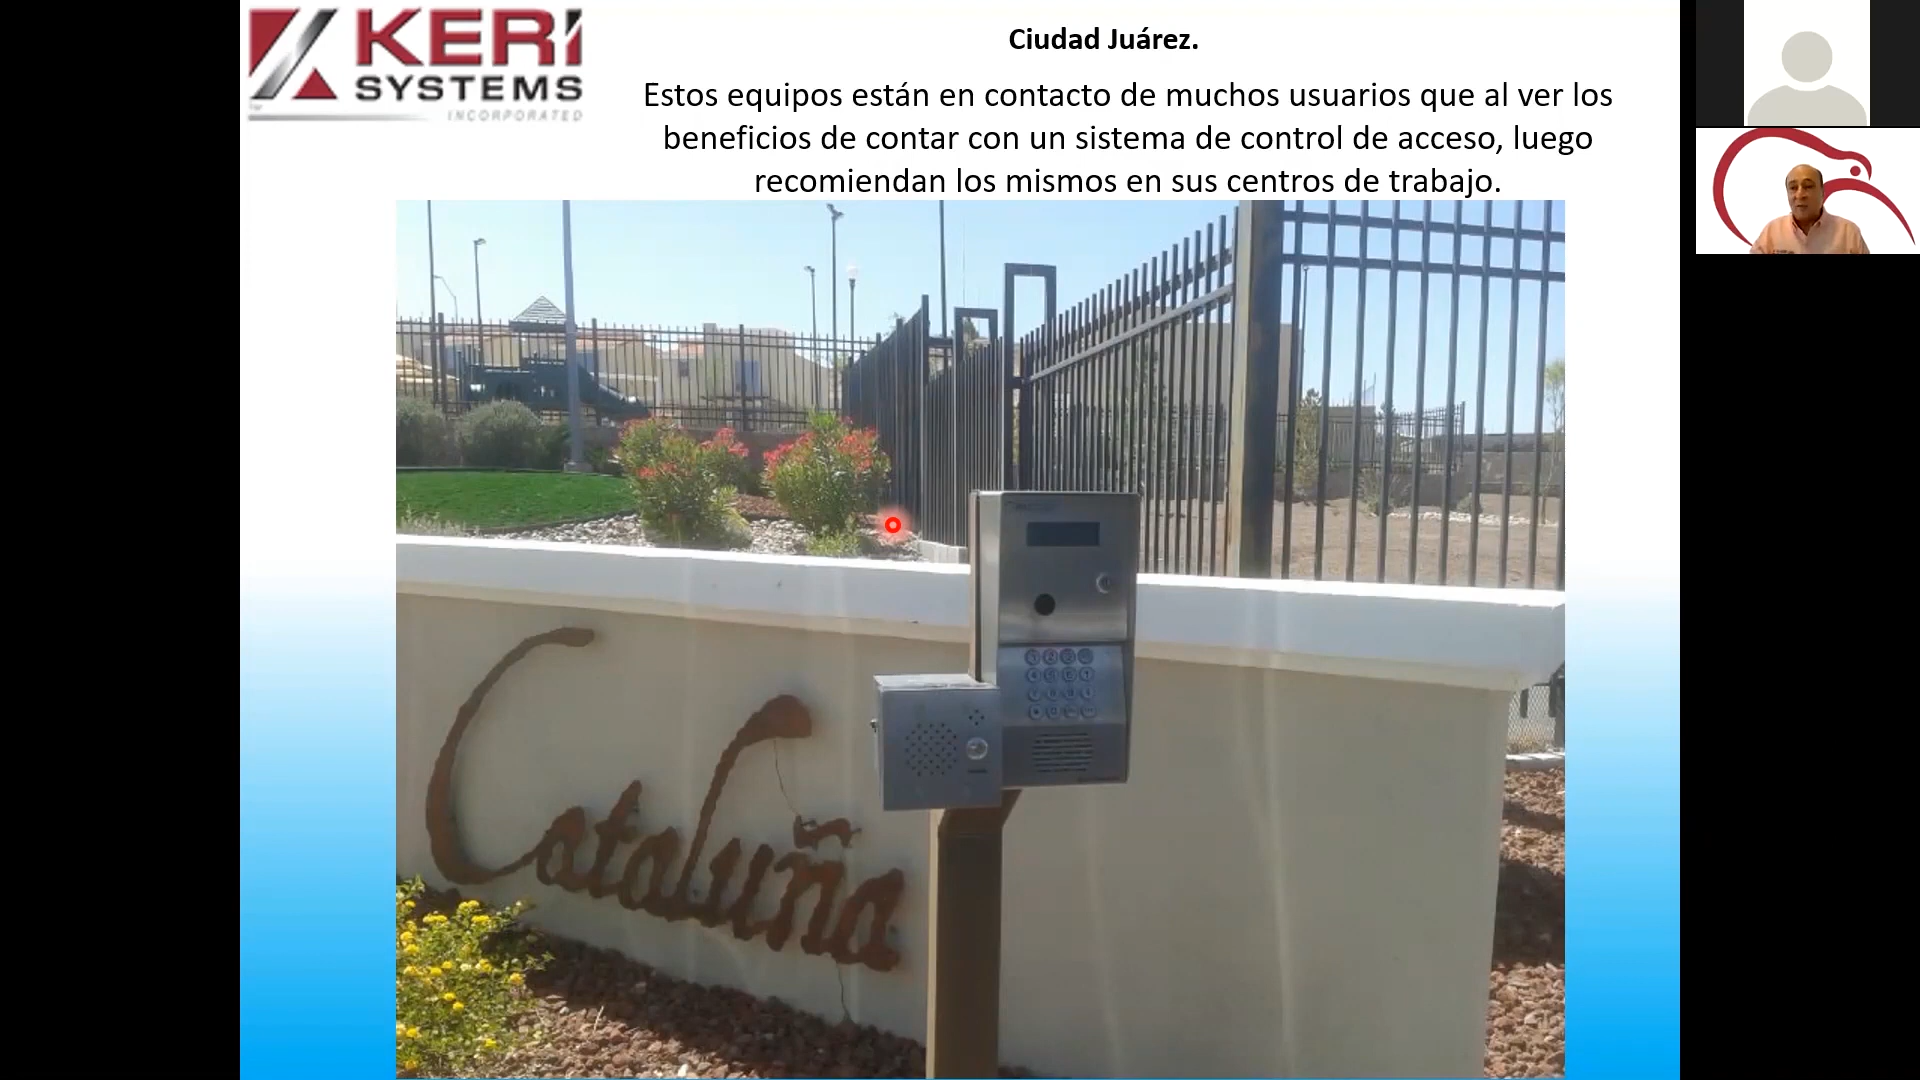 KERI
SYSTEMS
INCORPORATED
Ciudad Juárez.
Estos equipos están en contacto de muchos usuarios que al ver los
beneficios de contar con un sistema de control de acceso, luego
recomiendan los mismos en sus centros de trabajo.
Cataluña